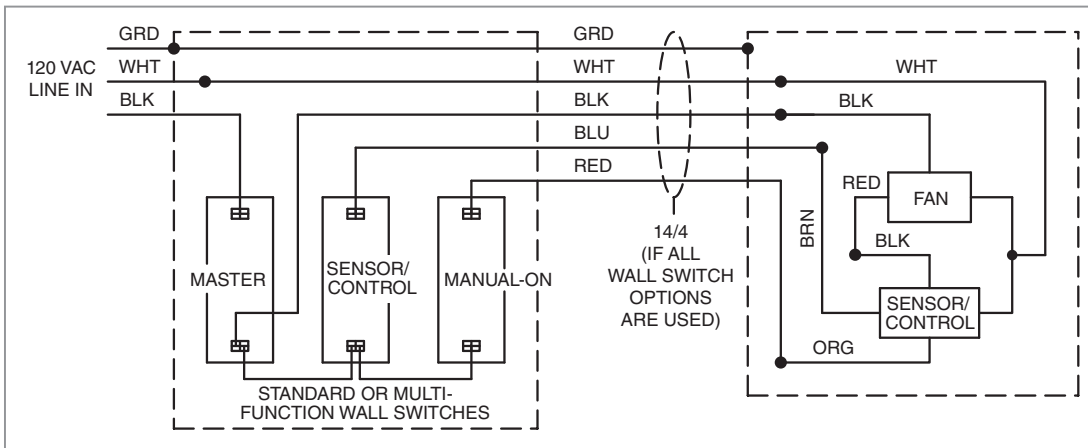 GRD
GRD
120 VAC
LINE IN
WHT
WHT
WHT
BLK
BLK
BLK
BLU
RED
RED
FAN
BRN
BLK
14/4
(IF ALL
WALL SWITCH
OPTIONS
ARE USED)
MASTER
SENSOR/
CONTROL
MANUAL-ON
SENSOR/
CONTROL
ORG
STANDARD OR MULTI-
FUNCTION WALL SWITCHES